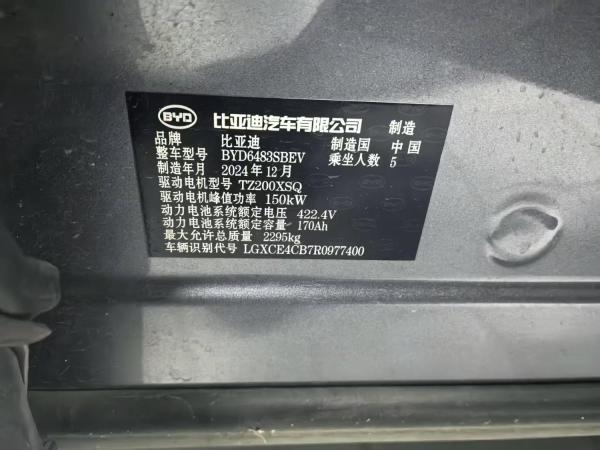 BYD 比亚迪汽车有限公司 制造
品牌 比亚迪 制造国 中国
整车型号 BYD6483SBEV 乘坐人数 5
制造年月 2024年12月
驱动电机型号 TZ200XSQ
驱动电机峰值功率 150kW
动力电池系统额定电压 422.4V
动力电池系统额定容量 170Ah
最大允许总质量 2295kg
车辆识别代号 LGXCE4CB7R0977400